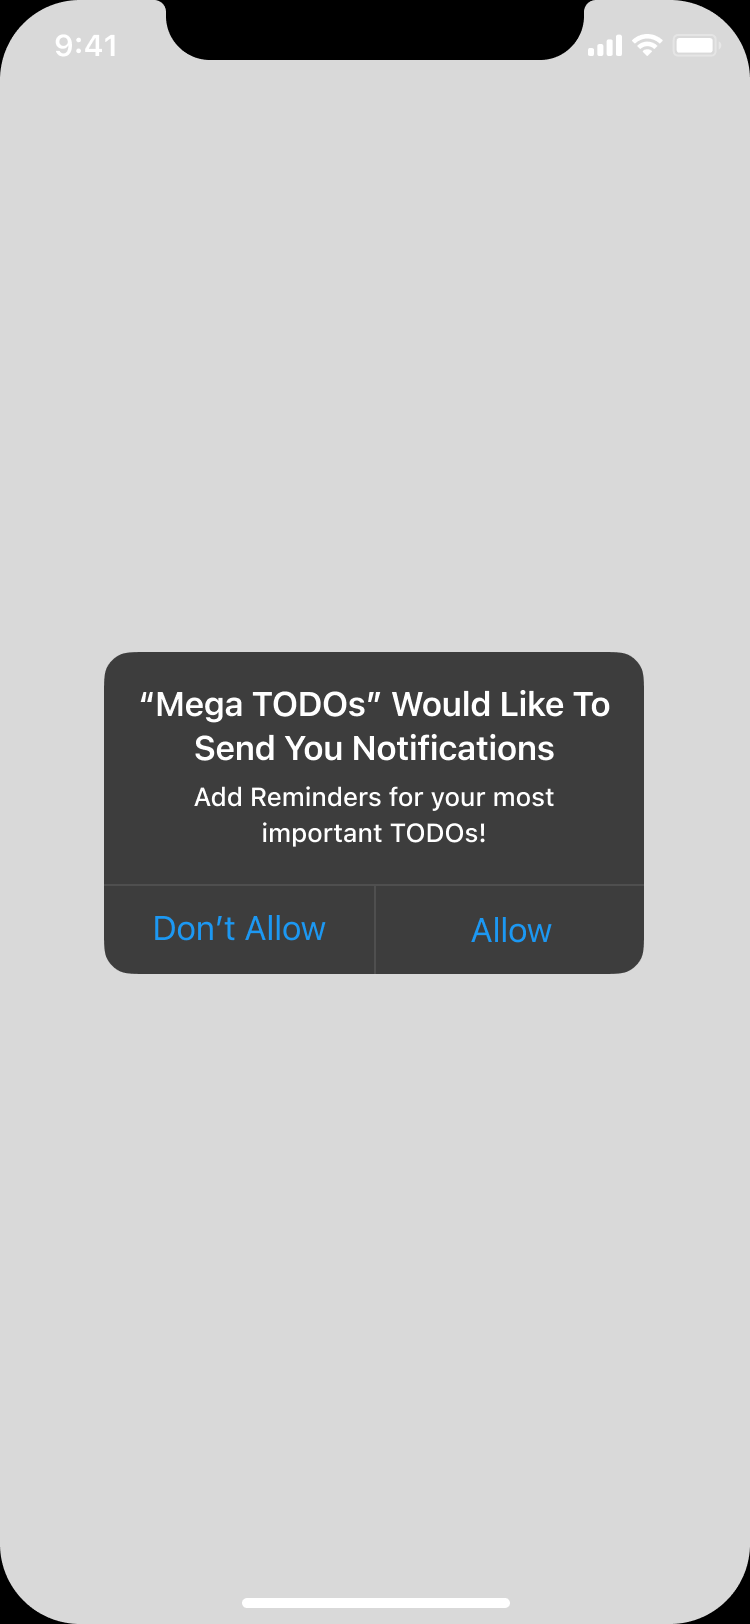 9:41
“Mega TODOs” Would Like To
Send You Notifications
Add Reminders for your most
important TODOs!
Don’t Allow
Allow